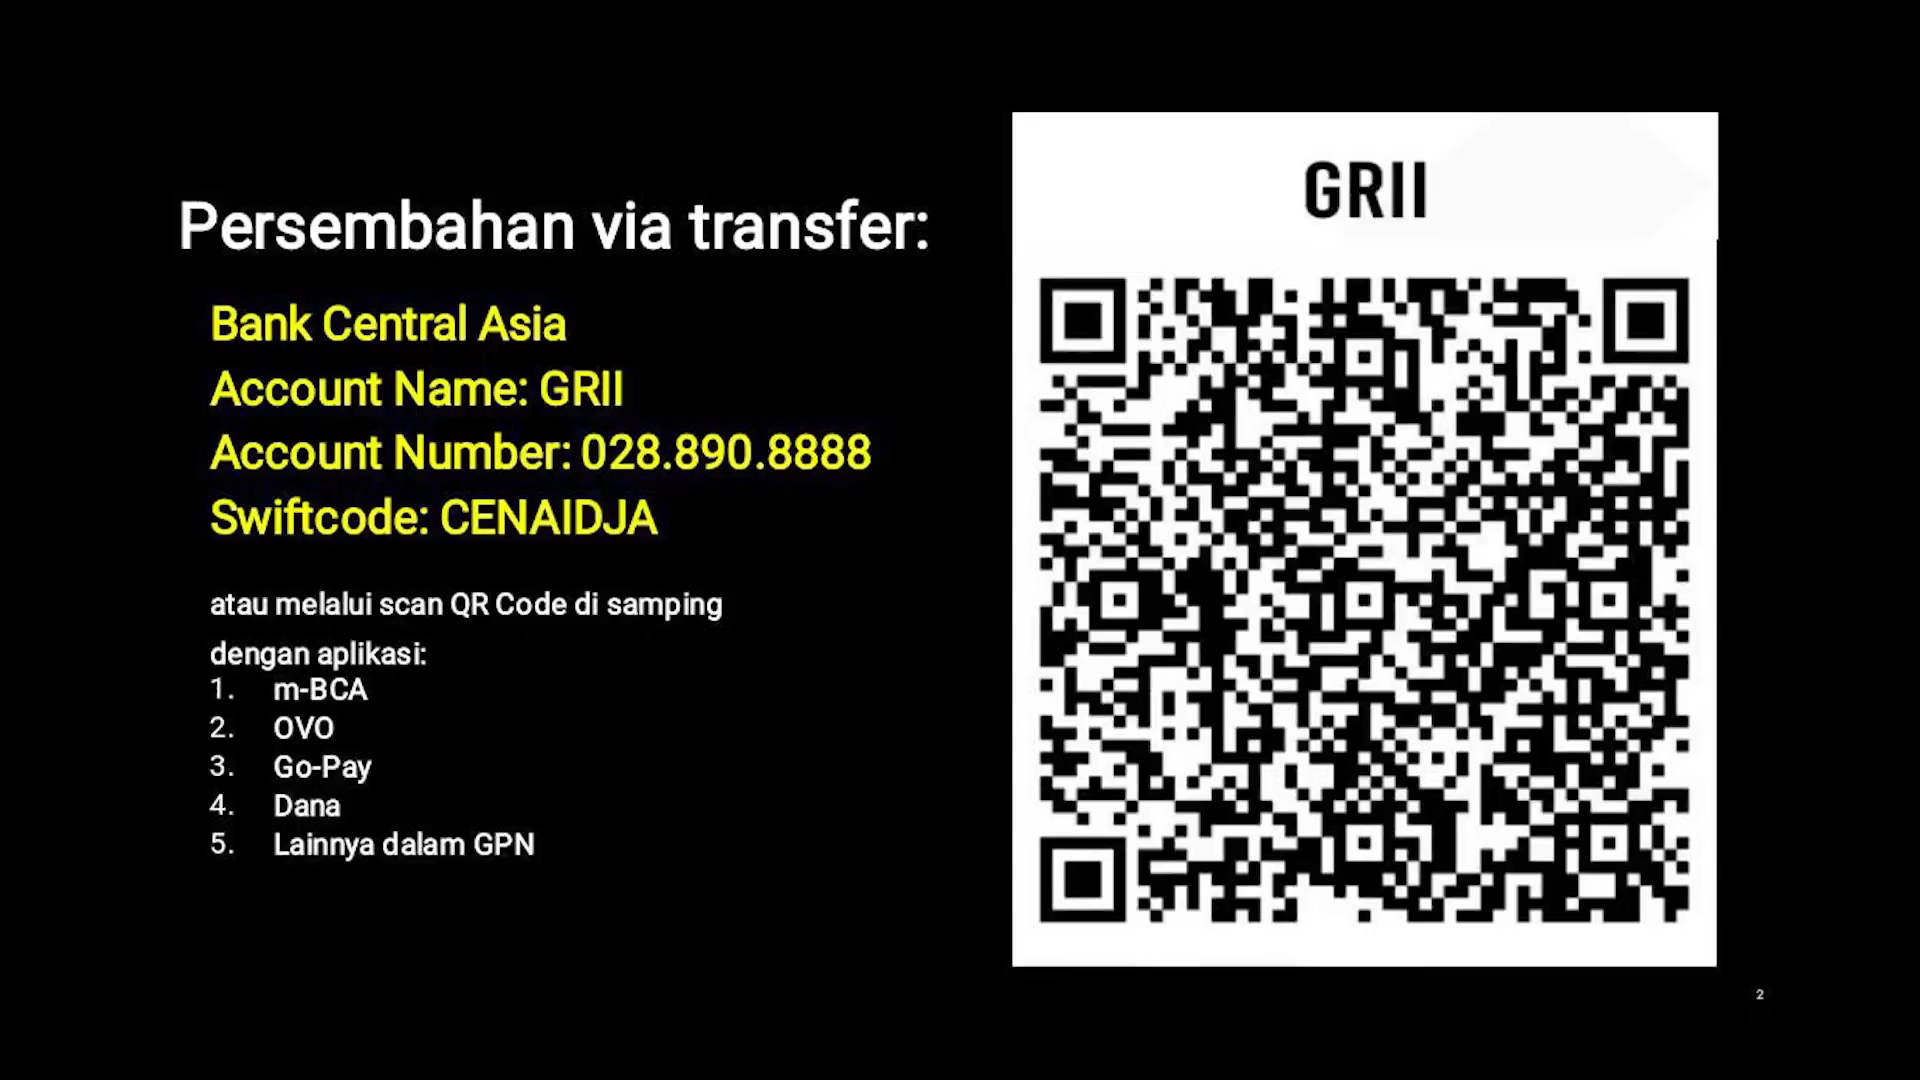 Persembahan via transfer:
Bank Central Asia
Account Name: GRII
Account Number: 028.890.8888
Swiftcode: CENAIDJA
atau melalui scan QR Code di samping
dengan aplikasi:
1. m-BCA
2. OVO
3. Go-Pay
4. Dana
5. Lainnya dalam GPN
GRII
2